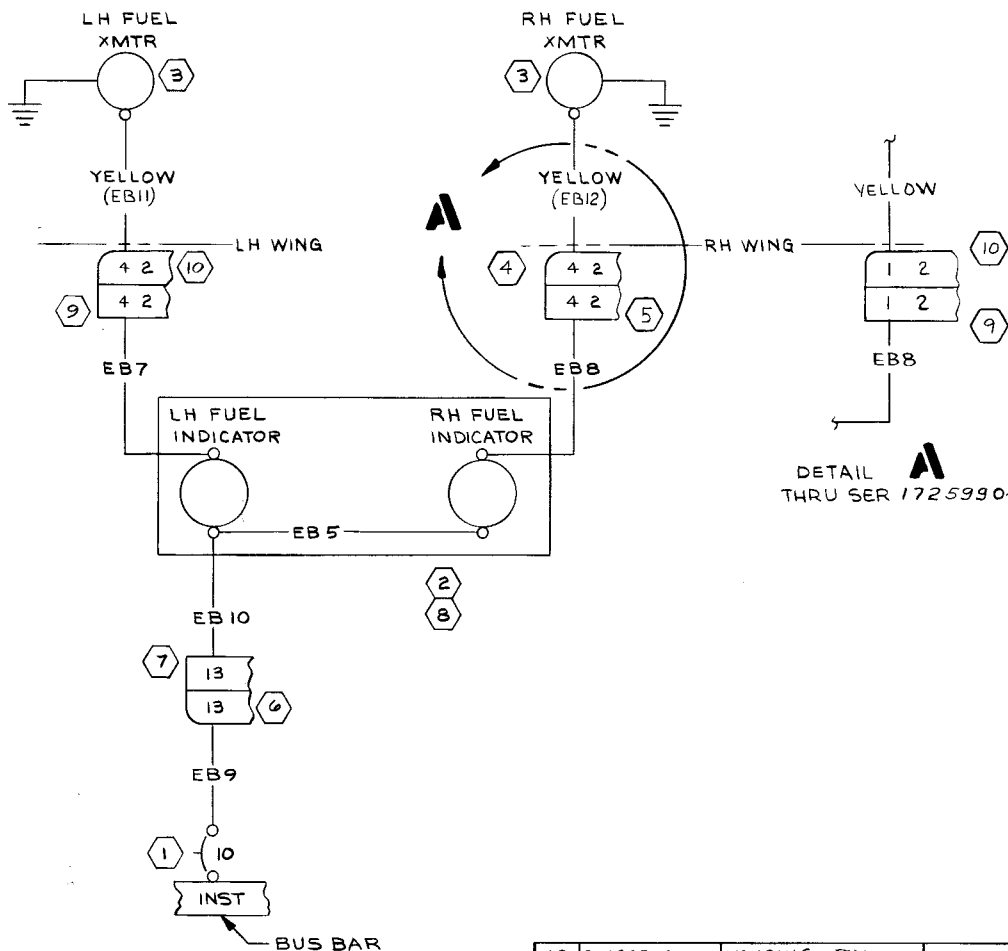 LH FUEL
XMTR
3
RH FUEL
XMTR
3
YELLOW
(EB11)
YELLOW
(EB12)
YELLOW
A
LH WING
RH WING
4 2
10
4 2
9
4 2
4
4 2
5
1 2
10
1 2
9
EB7
EB8
EB8
LH FUEL
INDICATOR
RH FUEL
INDICATOR
EB5
DETAIL A
THRU SER 1725990
2
8
EB10
7
13
13
6
EB9
1
10
INST
BUS BAR